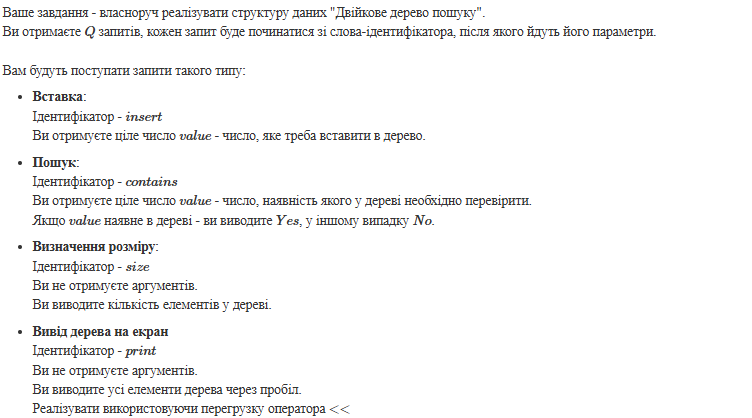 Ваше завдання - власноруч реалізувати структуру даних "Двійкове дерево пошуку".
Ви отримаєте Q запитів, кожен запит буде починатися зі слова-ідентифікатора, після якого йдуть його параметри.
Вам будуть поступати запити такого типу:
• Вставка:
Ідентифікатор - insert
Ви отримуєте ціле число value - число, яке треба вставити в дерево.
• Пошук:
Ідентифікатор - contains
Ви отримуєте ціле число value - число, наявність якого у дереві необхідно перевірити.
Якщо value наявне в дереві - ви виводите Yes, у іншому випадку No.
• Визначення розміру:
Ідентифікатор - size
Ви не отримуєте аргументів.
Ви виводите кількість елементів у дереві.
• Вивід дерева на екран
Ідентифікатор - print
Ви не отримуєте аргументів.
Ви виводите усі елементи дерева через пробіл.
Реалізувати використовуючи перегрузку оператора <<